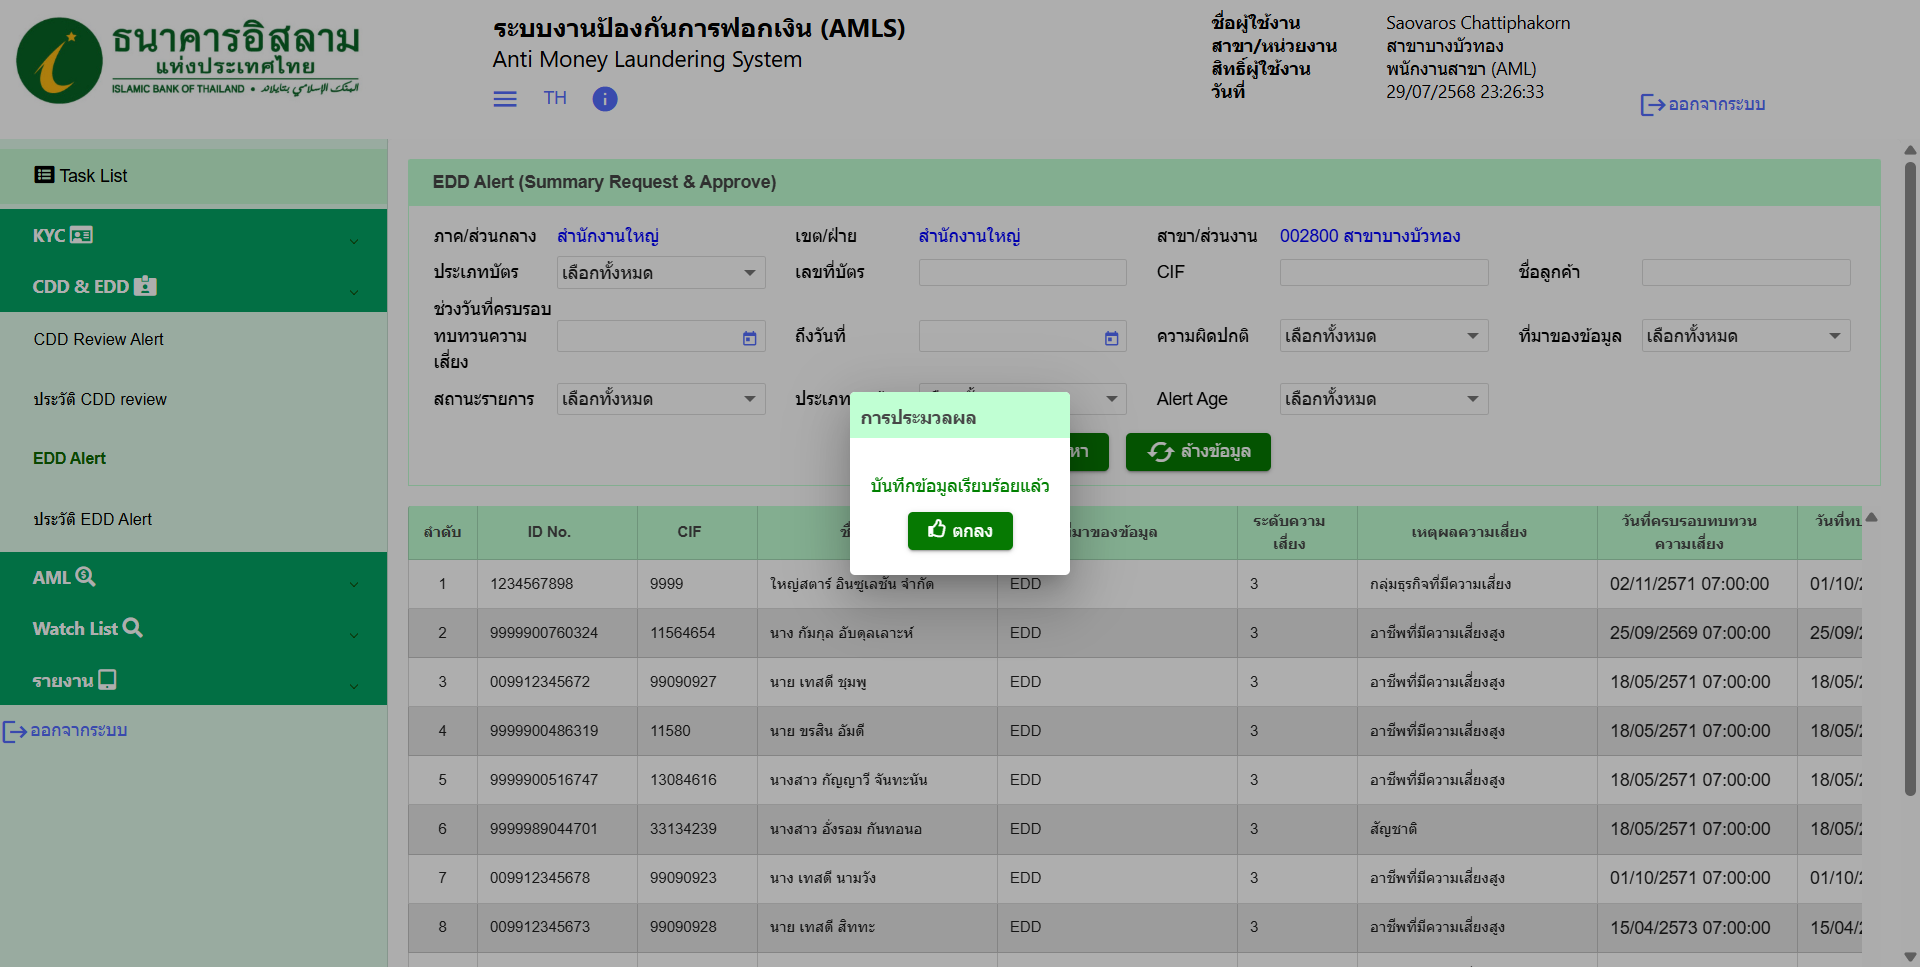 ธนาคารอิสลาม
แห่งประเทศไทย
ISLAMIC BANK OF THAILAND
ระบบงานป้องกันการฟอกเงิน (AMLS)
Anti Money Laundering System
TH
ชื่อผู้ใช้งาน Saovaros Chattiphakorn
สาขา/หน่วยงาน สาขาบางบัวทอง
สิทธิ์ผู้ใช้งาน พนักงานสาขา (AML)
วันที่ 29/07/2568 23:26:33
ออกจากระบบ
Task List
KYC
CDD & EDD
CDD Review Alert
ประวัติ CDD review
EDD Alert
ประวัติ EDD Alert
AML
Watch List
รายงาน
ออกจากระบบ
EDD Alert (Summary Request & Approve)
ภาค/ส่วนกลาง สำนักงานใหญ่ เขต/ฝ่าย สำนักงานใหญ่ สาขา/ส่วนงาน 002800 สาขาบางบัวทอง
ประเภทบัตร เลือกทั้งหมด เลขที่บัตร CIF ชื่อลูกค้า
ช่วงวันที่ครบรอบ
ทบทวนความ ถึงวันที่ ความผิดปกติ เลือกทั้งหมด ที่มาของข้อมูล เลือกทั้งหมด
เสี่ยง
สถานะรายการ เลือกทั้งหมด ประเภท Alert Age เลือกทั้งหมด
ล้างข้อมูล
การประมวลผล
บันทึกข้อมูลเรียบร้อยแล้ว
ตกลง
ลำดับ ID No. CIF มาของข้อมูล ระดับความเสี่ยง เหตุผลความเสี่ยง วันที่ครบรอบทบทวนความเสี่ยง วันที่ทบ
1 1234567898 9999 ใหญ่สตาร์ อินซูเลชั่น จำกัด EDD 3 กลุ่มธุรกิจที่มีความเสี่ยง 02/11/2571 07:00:00 01/10/2
2 9999900760324 11564654 นาง กัมกุล อับดุลเลาะห์ EDD 3 อาชีพที่มีความเสี่ยงสูง 25/09/2569 07:00:00 25/09/2
3 009912345672 99090927 นาย เทสดี ชุมพู EDD 3 อาชีพที่มีความเสี่ยงสูง 18/05/2571 07:00:00 18/05/2
4 9999900486319 11580 นาย ขรสิน อัมดี EDD 3 อาชีพที่มีความเสี่ยงสูง 18/05/2571 07:00:00 18/05/2
5 9999900516747 13084616 นางสาว กัญญาวี จันทะนัน EDD 3 อาชีพที่มีความเสี่ยงสูง 18/05/2571 07:00:00 18/05/2
6 9999989044701 33134239 นางสาว อั่งรอม กันทอนอ EDD 3 สัญชาติ 18/05/2571 07:00:00 18/05/2
7 009912345678 99090923 นาง เทสดี นามวัง EDD 3 อาชีพที่มีความเสี่ยงสูง 01/10/2571 07:00:00 01/10/2
8 009912345673 99090928 นาย เทสดี สิททะ EDD 3 อาชีพที่มีความเสี่ยงสูง 15/04/2573 07:00:00 15/04/2